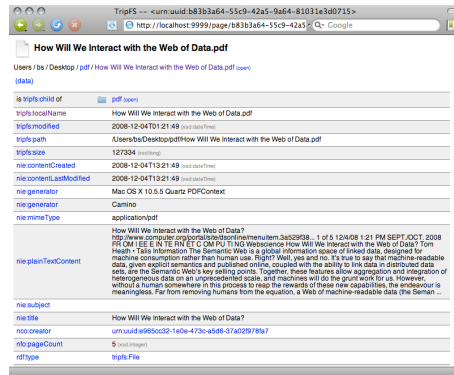 TripFS -- <urn:uuid:b83b3a64-55c9-42a5-9a64-81031e3d0715>
http://localhost:9999/page/b83b3a64-55c9-42a5
Google
How Will We Interact with the Web of Data.pdf
Users / bs / Desktop / pdf / How Will We Interact with the Web of Data.pdf (open)
(data)
is tripfs:child of pdf (open)
tripfs:localName How Will We Interact with the Web of Data.pdf
tripfs:modified 2008-12-04T01:21:49 (xsd:dateTime)
tripfs:path /Users/bs/Desktop/pdf/How Will We Interact with the Web of Data.pdf
tripfs:size 127334 (xsd:long)
nie:contentCreated 2008-12-04T13:21:49 (xsd:dateTime)
nie:contentLastModified 2008-12-04T13:21:49 (xsd:dateTime)
nie:generator Mac OS X 10.5.5 Quartz PDFContext
nie:generator Camino
nie:mimeType application/pdf
How Will We Interact with the Web of Data?
http://www.computer.org/portal/site/dsonline/menuitem.3a529f38... 1 of 5 12/4/08 1:21 PM SEPT./OCT. 2008
FR OM I EE E IN TE RN ET C OM PU TI NG Webscience How Will We Interact with the Web of Data? Tom
Heath • Talis Information The Semantic Web is a global information space of linked data, designed for
machine consumption rather than human use. Right? Well, yes and no. It's true to say that machine-readable
nie:plainTextContent data, given explicit semantics and published online, coupled with the ability to link data in distributed data
sets, are the Semantic Web's key selling points. Together, these features allow aggregation and integration of
heterogeneous data on an unprecedented scale, and machines will do the grunt work for us. However,
without a human somewhere in this process to reap the rewards of these new capabilities, the endeavour is
meaningless. Far from removing humans from the equation, a Web of machine-readable data (the Seman ...
nie:subject
nie:title How Will We Interact with the Web of Data?
nco:creator urn:uuid:e965cc32-1e0e-473c-a5d6-37a02f978fa7
nfo:pageCount 5 (xsd:integer)
rdf:type tripfs:File